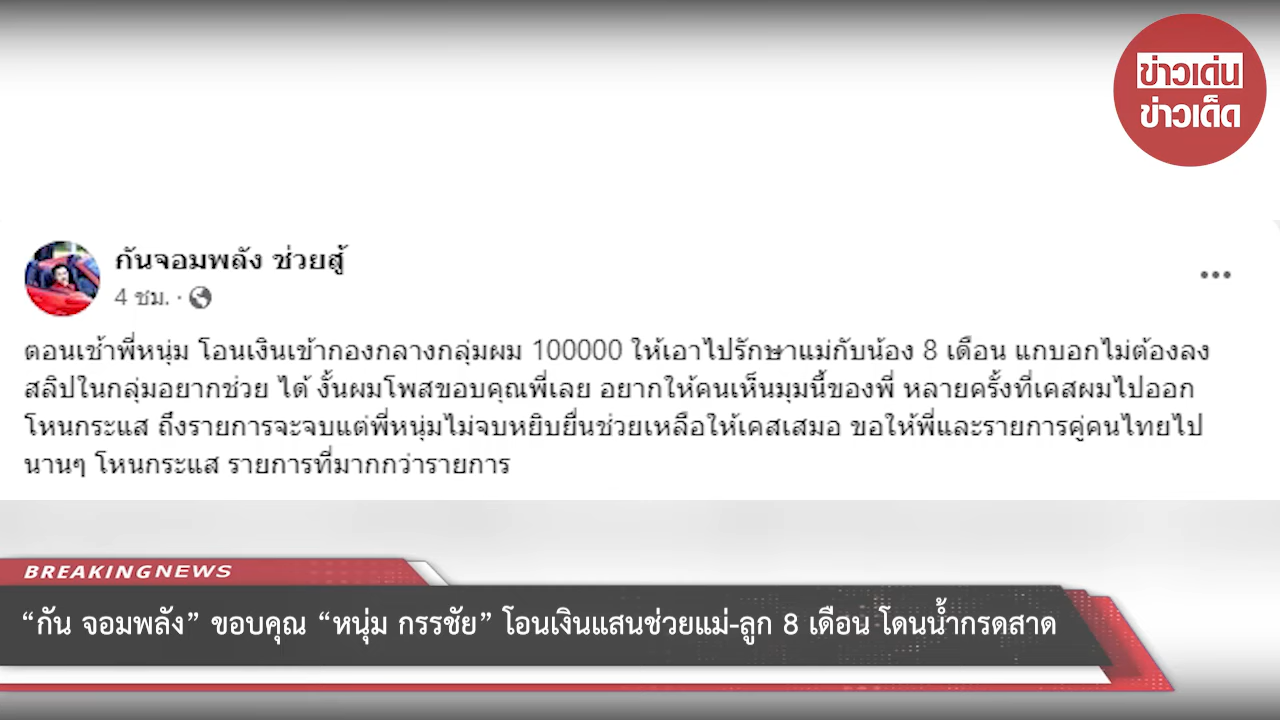 ข่าวเด่น
ข่าวเด็ด
กันจอมพลัง ช่วยสู้
4 ชม. ·
ตอนเช้าพี่หนุ่ม โอนเงินเข้ากองกลางกลุ่มผม 100000 ให้เอาไปรักษาแม่กับน้อง 8 เดือน แกบอกไม่ต้องลง
สลิปในกลุ่มอยากช่วย ได้ งั้นผมโพสขอบคุณพี่เลย อยากให้คนเห็นมุมนี้ของพี่ หลายครั้งที่เคสผมไปออก
โหนกระแส ถึงรายการจะจบแต่พี่หนุ่มไม่จบหยิบยื่นช่วยเหลือให้เคสเสมอ ขอให้พี่และรายการคู่คนไทยไป
นานๆ โหนกระแส รายการที่มากกว่ารายการ
BREAKINGNEWS
“กัน จอมพลัง” ขอบคุณ “หนุ่ม กรรชัย” โอนเงินแสนช่วยแม่-ลูก 8 เดือน โดนน้ำกรดสาด